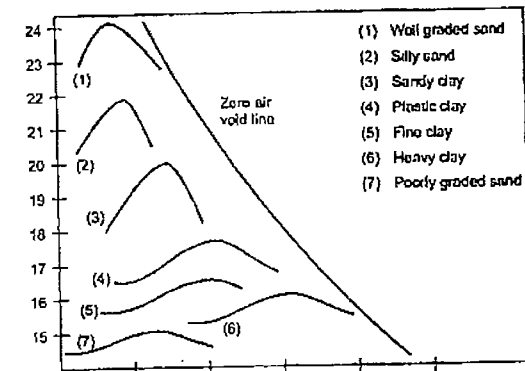 24
23
22
21
20
19
18
17
16
15
(1)
(2)
(3)
(4)
(5)
(6)
(7)
Zero air
void line
(1) Well graded sand
(2) Silly sand
(3) Sandy clay
(4) Plastic clay
(5) Fine clay
(6) Heavy clay
(7) Poorly graded sand